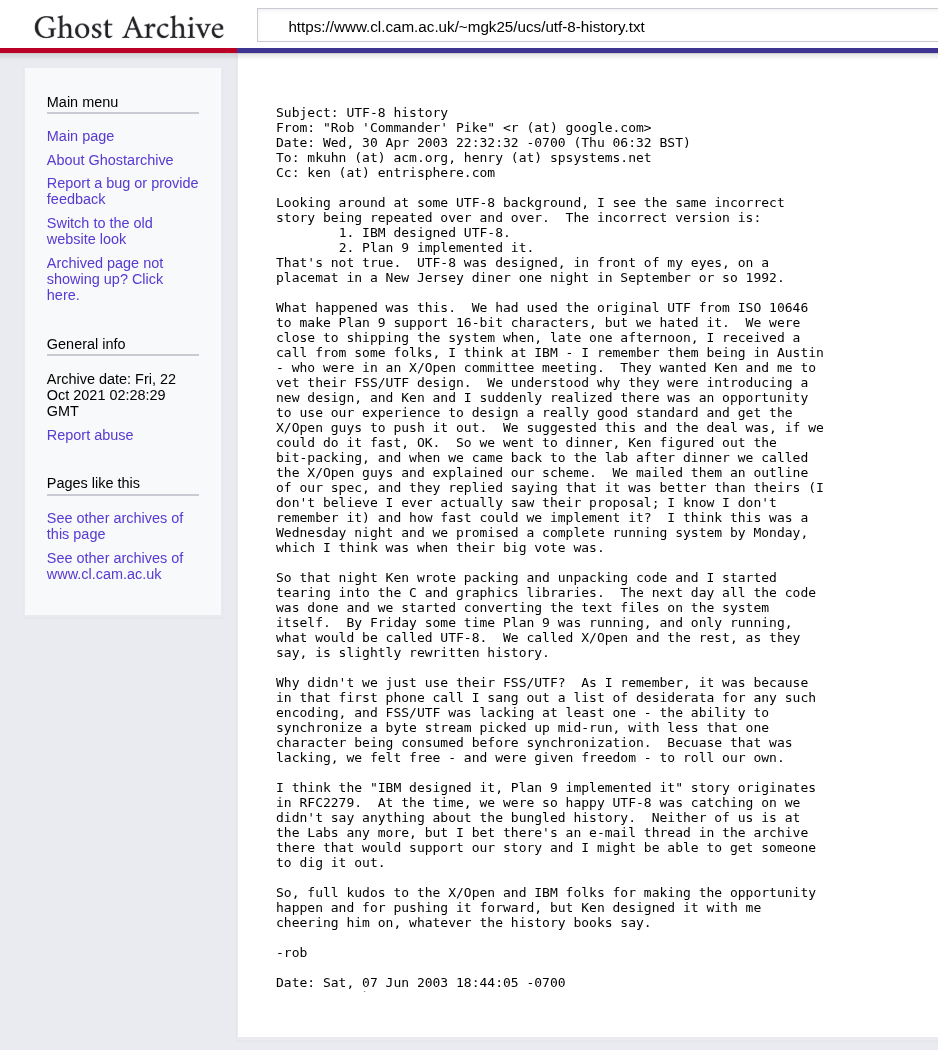 Ghost Archive
https://www.cl.cam.ac.uk/~mgk25/ucs/utf-8-history.txt
Main menu
Main page
About Ghostarchive
Report a bug or provide
feedback
Switch to the old
website look
Archived page not
showing up? Click
here.
General info
Archive date: Fri, 22
Oct 2021 02:28:29
GMT
Report abuse
Pages like this
See other archives of
this page
See other archives of
www.cl.cam.ac.uk
Subject: UTF-8 history
From: "Rob 'Commander' Pike" <r (at) google.com>
Date: Wed, 30 Apr 2003 22:32:32 -0700 (Thu 06:32 BST)
To: mkuhn (at) acm.org, henry (at) spsystems.net
Cc: ken (at) entrisphere.com
Looking around at some UTF-8 background, I see the same incorrect
story being repeated over and over.  The incorrect version is:
1. IBM designed UTF-8.
2. Plan 9 implemented it.
That's not true.  UTF-8 was designed, in front of my eyes, on a
placemat in a New Jersey diner one night in September or so 1992.
What happened was this.  We had used the original UTF from ISO 10646
to make Plan 9 support 16-bit characters, but we hated it.  We were
close to shipping the system when, late one afternoon, I received a
call from some folks, I think at IBM - I remember them being in Austin
- who were in an X/Open committee meeting.  They wanted Ken and me to
vet their FSS/UTF design.  We understood why they were introducing a
new design, and Ken and I suddenly realized there was an opportunity
to use our experience to design a really good standard and get the
X/Open guys to push it out.  We suggested this and the deal was, if we
could do it fast, OK.  So we went to dinner, Ken figured out the
bit-packing, and when we came back to the lab after dinner we called
the X/Open guys and explained our scheme.  We mailed them an outline
of our spec, and they replied saying that it was better than theirs (I
don't believe I ever actually saw their proposal; I know I don't
remember it) and how fast could we implement it?  I think this was a
Wednesday night and we promised a complete running system by Monday,
which I think was when their big vote was.
So that night Ken wrote packing and unpacking code and I started
tearing into the C and graphics libraries.  The next day all the code
was done and we started converting the text files on the system
itself.  By Friday some time Plan 9 was running, and only running,
what would be called UTF-8.  We called X/Open and the rest, as they
say, is slightly rewritten history.
Why didn't we just use their FSS/UTF?  As I remember, it was because
in that first phone call I sang out a list of desiderata for any such
encoding, and FSS/UTF was lacking at least one - the ability to
synchronize a byte stream picked up mid-run, with less that one
character being consumed before synchronization.  Becuase that was
lacking, we felt free - and were given freedom - to roll our own.
I think the "IBM designed it, Plan 9 implemented it" story originates
in RFC2279.  At the time, we were so happy UTF-8 was catching on we
didn't say anything about the bungled history.  Neither of us is at
the Labs any more, but I bet there's an e-mail thread in the archive
there that would support our story and I might be able to get someone
to dig it out.
So, full kudos to the X/Open and IBM folks for making the opportunity
happen and for pushing it forward, but Ken designed it with me
cheering him on, whatever the history books say.
-rob
Date: Sat, 07 Jun 2003 18:44:05 -0700